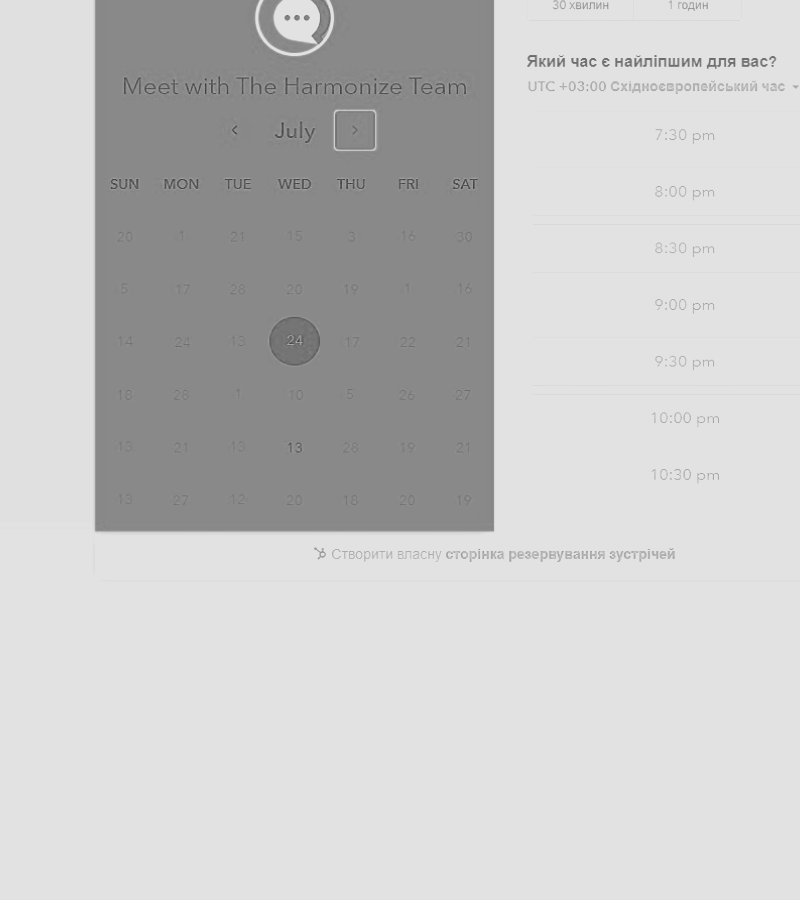 30 хвилин 1 годин
Meet with The Harmonize Team
July
SUN MON TUE WED THU FRI SAT
20 1 21 15 3 16 30
5 17 28 20 19 1 16
14 24 13 24 17 22 21
18 28 1 10 5 26 27
13 21 13 13 28 19 21
13 27 12 20 18 20 19
Який час є найліпшим для вас?
UTC +03:00 Східноєвропейський час
7:30 pm
8:00 pm
8:30 pm
9:00 pm
9:30 pm
10:00 pm
10:30 pm
Створити власну сторінка резервування зустрічей